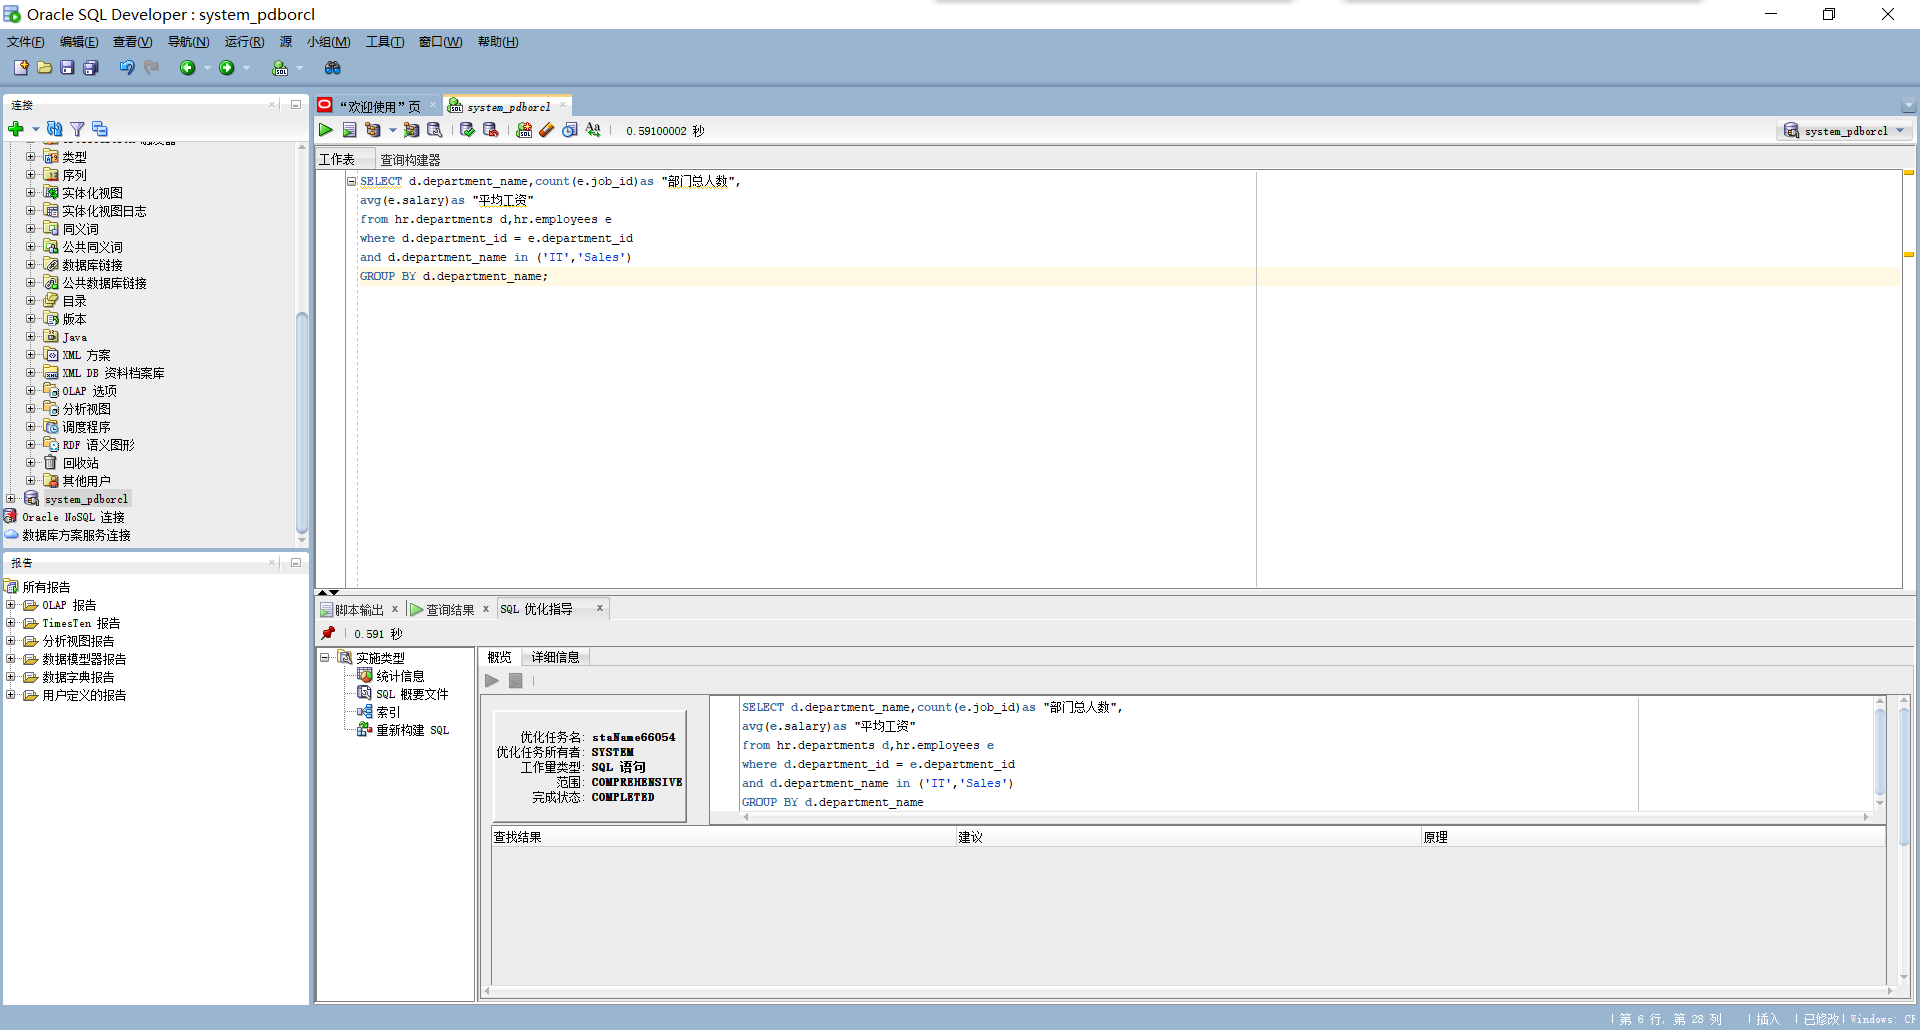 Oracle SQL Developer : system_pdborcl
文件(F) 编辑(E) 查看(V) 导航(N) 运行(R) 源 小组(M) 工具(T) 窗口(W) 帮助(H)
连接
类型
序列
实体化视图
实体化视图日志
同义词
公共同义词
数据库链接
公共数据库链接
目录
版本
Java
XML 方案
XML DB 资料档案库
OLAP 选项
分析视图
调度程序
RDF 语义图形
回收站
其他用户
system_pdborcl
Oracle NoSQL 连接
数据库方案服务连接
报告
所有报告
OLAP 报告
TimesTen 报告
分析视图报告
数据模型器报告
数据字典报告
用户定义的报告
“欢迎使用”页 system_pdborcl
0.59100002 秒
system_pdborcl
工作表 查询构建器
SELECT d.department_name,count(e.job_id)as "部门总人数",
avg(e.salary)as "平均工资"
from hr.departments d,hr.employees e
where d.department_id = e.department_id
and d.department_name in ('IT','Sales')
GROUP BY d.department_name;
脚本输出 查询结果 SQL 优化指导
0.591 秒
实施类型
统计信息
SQL 概要文件
索引
重新构建 SQL
概览 详细信息
优化任务名: staName66054
优化任务所有者: SYSTEM
工作量类型: SQL 语句
范围: COMPREHENSIVE
完成状态: COMPLETED
SELECT d.department_name,count(e.job_id)as "部门总人数",
avg(e.salary)as "平均工资"
from hr.departments d,hr.employees e
where d.department_id = e.department_id
and d.department_name in ('IT','Sales')
GROUP BY d.department_name
查找结果 建议 原理
第 6 行, 第 28 列 插入 已修改 Windows: CF